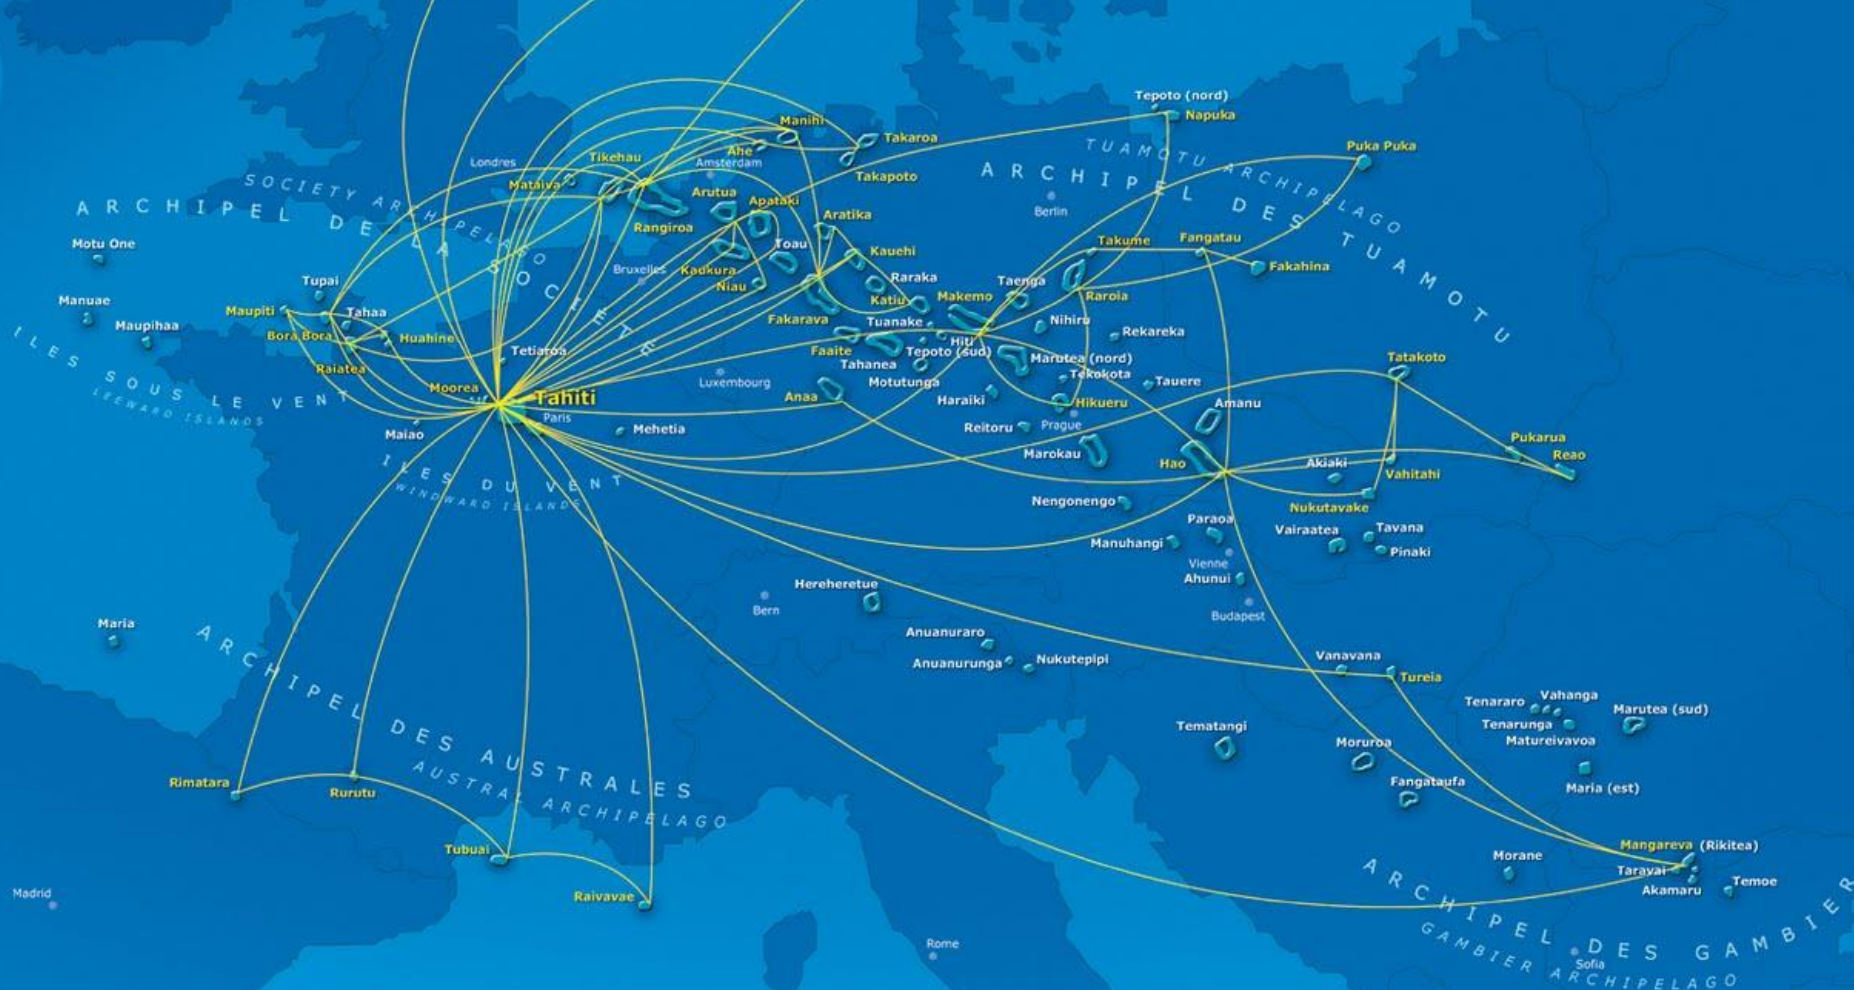 Tepoto (nord)
Napuka
Manihi
Takaroa
Ahe
Londres
Tikehau
Amsterdam
Puka Puka
TUAMOTU ARCHIPELAGO
ARCHIPEL DES TUAMOTU
Takapoto
Mataiva
SOCIETY ARCHIPELAGO
ARCHIPEL DE LA SOCIETE
Arutua
Apataki
Berlin
Aratika
Rangiroa
Motu One
Toau
Takume
Fangatau
Kauehi
Bruxelles
Kaukura
Fakahina
Raraka
Tupai
Taenga
Niau
Manuae
Katiu
Makemo
Raroia
Maupiti
Tahaa
Maupihaa
Fakarava
Tuanake
Nihiru
Rekareka
Bora Bora
Huahine
Hiti
Tetiaroa
Faaite
Tepoto (sud)
Marutea (nord)
Tatakoto
Tahanea
Raiatea
Tekokota
Luxembourg
Motutunga
Tauere
Moorea
Tahiti
Anaa
Haraiki
Hikueru
Amanu
ILES SOUS LE VENT
LEEWARD ISLANDS
Paris
Maiao
Mehetia
Reitoru
Prague
Pukarua
Marokau
Reao
Hao
Akiaki
Vahitahi
ILES DU VENT
WINDWARD ISLANDS
Nengonengo
Nukutavake
Paraoa
Vairaatea
Tavana
Manuhangi
Pinaki
Vienne
Ahunui
Hereheretue
Bern
Budapest
Maria
Anuanuraro
Anuanurunga
Nukutepipi
Vanavana
Tureia
Tenararo
Vahanga
Marutea (sud)
Tenarunga
Matureivavoa
Tematangi
Moruroa
ARCHIPEL DES AUSTRALES
AUSTRAL ARCHIPELAGO
Rimatara
Rurutu
Fangataufa
Maria (est)
Tubuai
Mangareva (Rikitea)
Morane
Taravai
Akamaru
Temoe
Madrid
Raivavae
ARCHIPEL DES GAMBIER
GAMBIER ARCHIPELAGO
Rome
Sofia